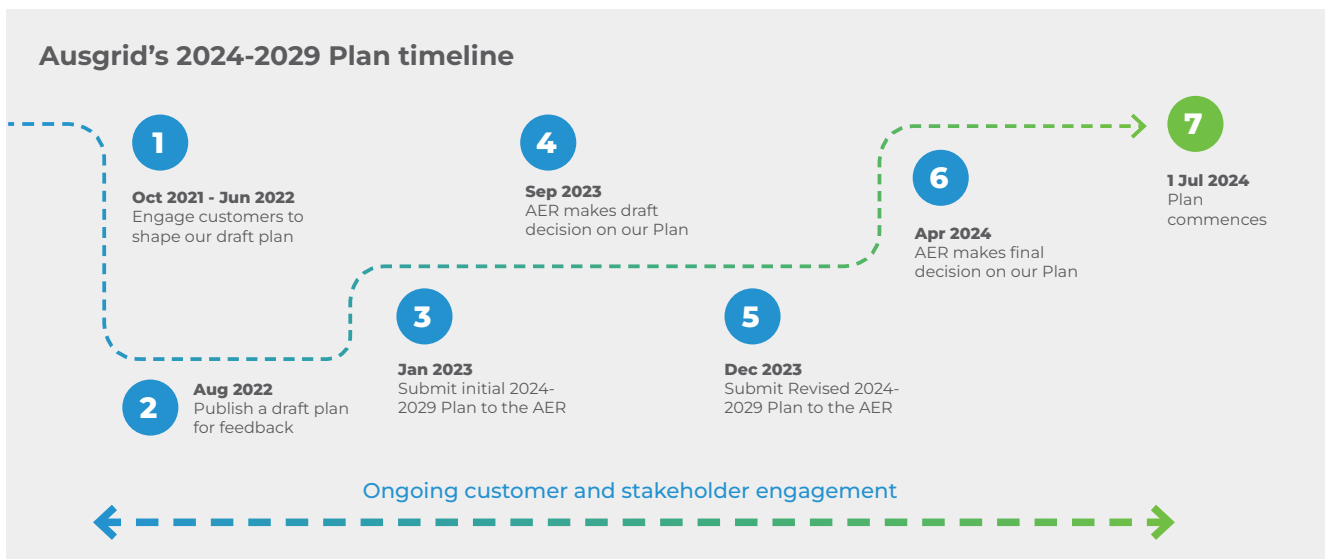 Ausgrid’s 2024-2029 Plan timeline
1
Oct 2021 - Jun 2022
Engage customers to
shape our draft plan
2
Aug 2022
Publish a draft plan
for feedback
3
Jan 2023
Submit initial 2024-
2029 Plan to the AER
4
Sep 2023
AER makes draft
decision on our Plan
5
Dec 2023
Submit Revised 2024-
2029 Plan to the AER
6
Apr 2024
AER makes final
decision on our Plan
7
1 Jul 2024
Plan
commences
Ongoing customer and stakeholder engagement